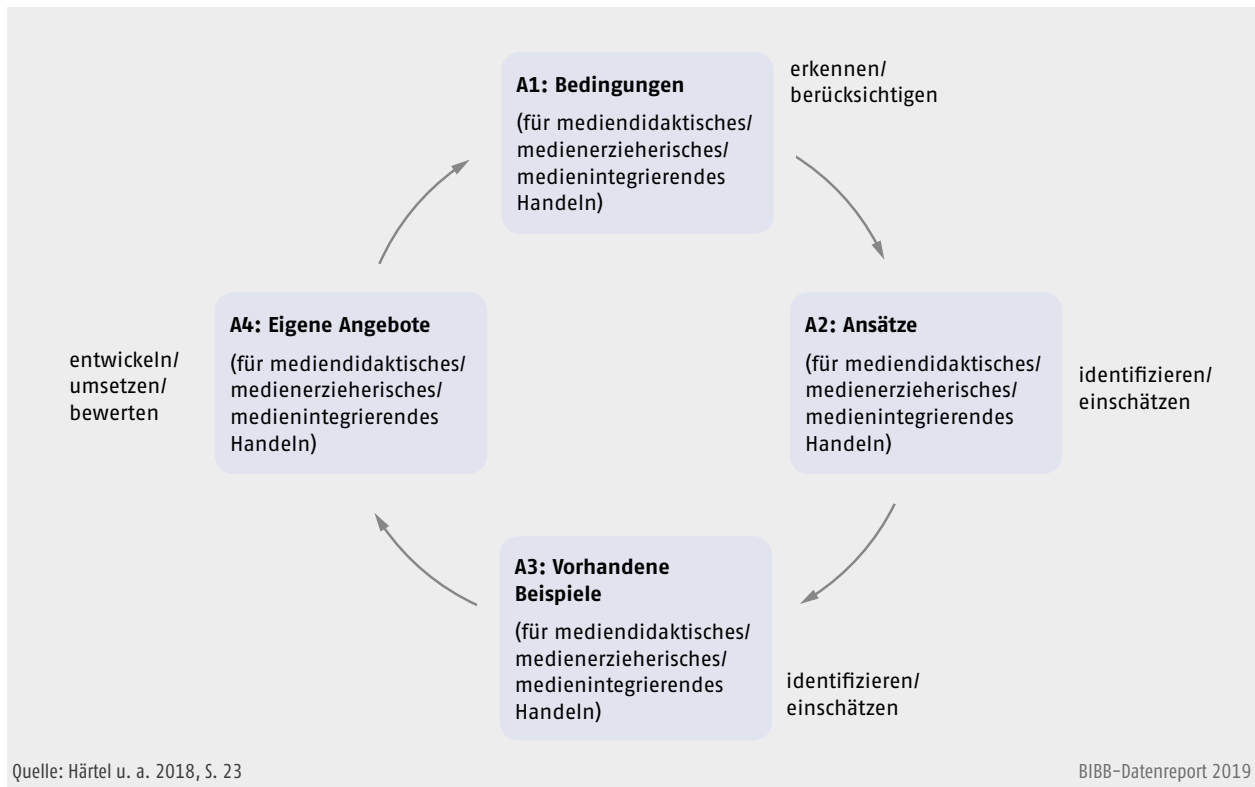 A1: Bedingungen
(für mediendidaktisches/
medienerzieherisches/
medienintegrierendes
Handeln)
erkennen/
berücksichtigen
A2: Ansätze
(für mediendidaktisches/
medienerzieherisches/
medienintegrierendes
Handeln)
identifizieren/
einschätzen
A3: Vorhandene
Beispiele
(für mediendidaktisches/
medienerzieherisches/
medienintegrierendes
Handeln)
identifizieren/
einschätzen
A4: Eigene Angebote
(für mediendidaktisches/
medienerzieherisches/
medienintegrierendes
Handeln)
entwickeln/
umsetzen/
bewerten
Quelle: Härtel u. a. 2018, S. 23
BIBB-Datenreport 2019